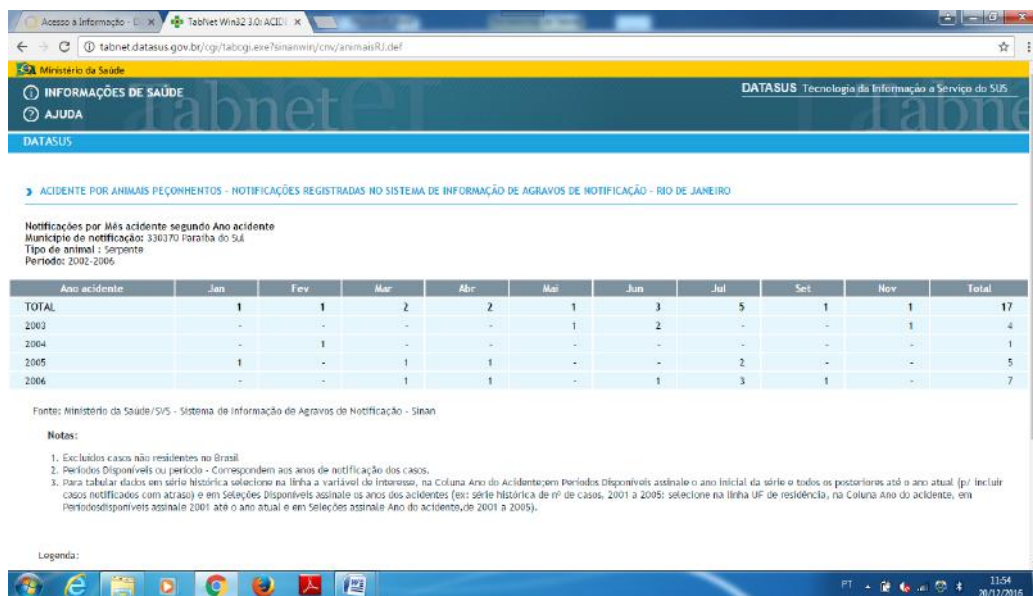 Acesso a Informação - D
TabNet Win32 3.0: ACID
tabnet.datasus.gov.br/cgi/tabcgi.exe?sinanwin/cnv/animaisRJ.def
Ministério da Saúde
INFORMAÇÕES DE SAÚDE
DATASUS Tecnologia da Informação a Serviço do SUS
AJUDA
Tabnet
DATASUS
ACIDENTE POR ANIMAIS PEÇONHENTOS - NOTIFICAÇÕES REGISTRADAS NO SISTEMA DE INFORMAÇÃO DE AGRAVOS DE NOTIFICAÇÃO - RIO DE JANEIRO
Notificações por Mês acidente segundo Ano acidente
Município de notificação: 330370 Paraíba do Sul
Tipo de animal : Serpente
Período: 2002-2006
Ano acidente Jan Fev Mar Abr Mai Jun Jul Set Nov Total
TOTAL 1 1 2 2 1 3 5 1 1 17
2003 - - - - 1 2 - - 1 4
2004 - 1 - - - - - - - 1
2005 1 - 1 1 - - 2 - - 5
2006 - - 1 1 - 1 3 1 - 7
Fonte: Ministério da Saúde/SVS - Sistema de Informação de Agravos de Notificação - Sinan
Notas:
1. Excluídos casos não residentes no Brasil
2. Períodos Disponíveis ou período - Correspondem aos anos de notificação dos casos.
3. Para tabular dados em série histórica selecione na linha a variável de interesse, na Coluna Ano do Acidente;em Períodos Disponíveis assinale o ano inicial da série e todos os posteriores até o ano atual (p/ incluir
casos notificados com atraso) e em Seleções Disponíveis assinale os anos dos acidentes (ex: série histórica de nº de casos, 2001 a 2005: selecione na linha UF de residência, na Coluna Ano do acidente, em
Períodosdisponíveis assinale 2001 até o ano atual e em Seleções assinale Ano do acidente,de 2001 a 2005).
Legenda:
PT
11:54
20/12/2016